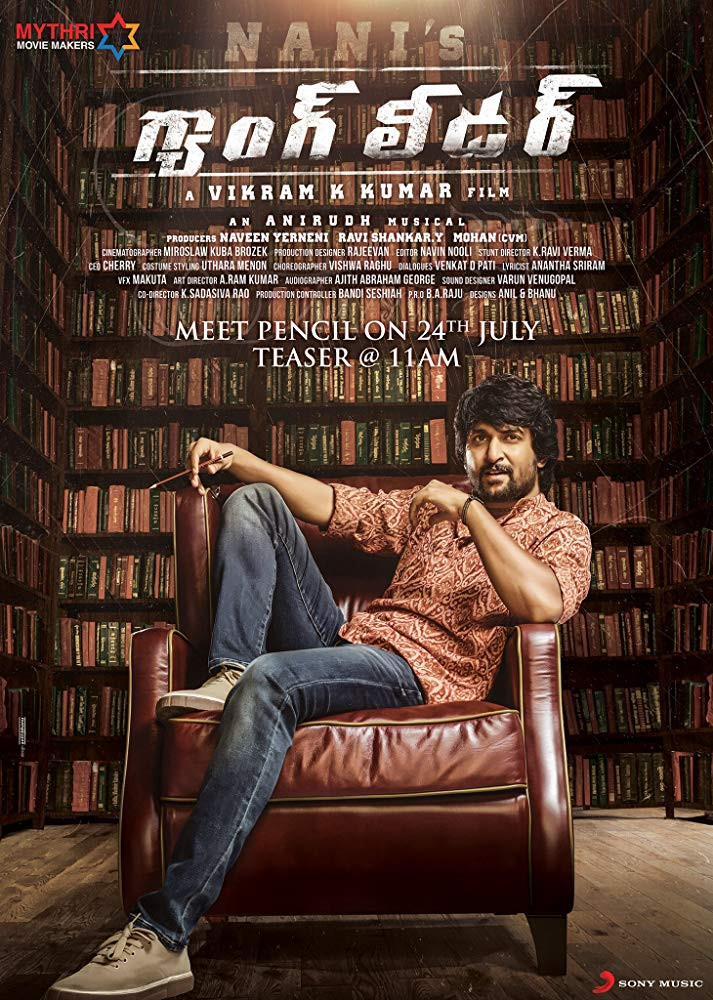 MYTHRI
MOVIE MAKERS
NANI's
గ్యాంగ్ లీడర్
A VIKRAM K KUMAR FILM
AN ANIRUDH MUSICAL
PRODUCERS NAVEEN YERNENI RAVI SHANKAR.Y MOHAN (CVM)
CINEMATOGRAPHER MIROSLAW KUBA BROZEK PRODUCTION DESIGNER RAJEEVAN EDITOR NAVIN NOOLI STUNT DIRECTOR K.RAVI VERMA
CEO CHERRY COSTUME STYLING UTHARA MENON CHOREOGRAPHER VISHWA RAGHU DIALOGUES VENKAT D PATI LYRICIST ANANTHA SRIRAM
VFX MAKUTA ART DIRECTOR A.RAM KUMAR AUDIOGRAPHER AJITH ABRAHAM GEORGE SOUND DESIGNER VARUN VENUGOPAL
CO-DIRECTOR K.SADASIVA RAO PRODUCTION CONTROLLER BANDI SESHIAH P.R.O B.A.RAJU DESIGNS ANIL & BHANU
MEET PENCIL ON 24TH JULY
TEASER @ 11AM
SONY MUSIC